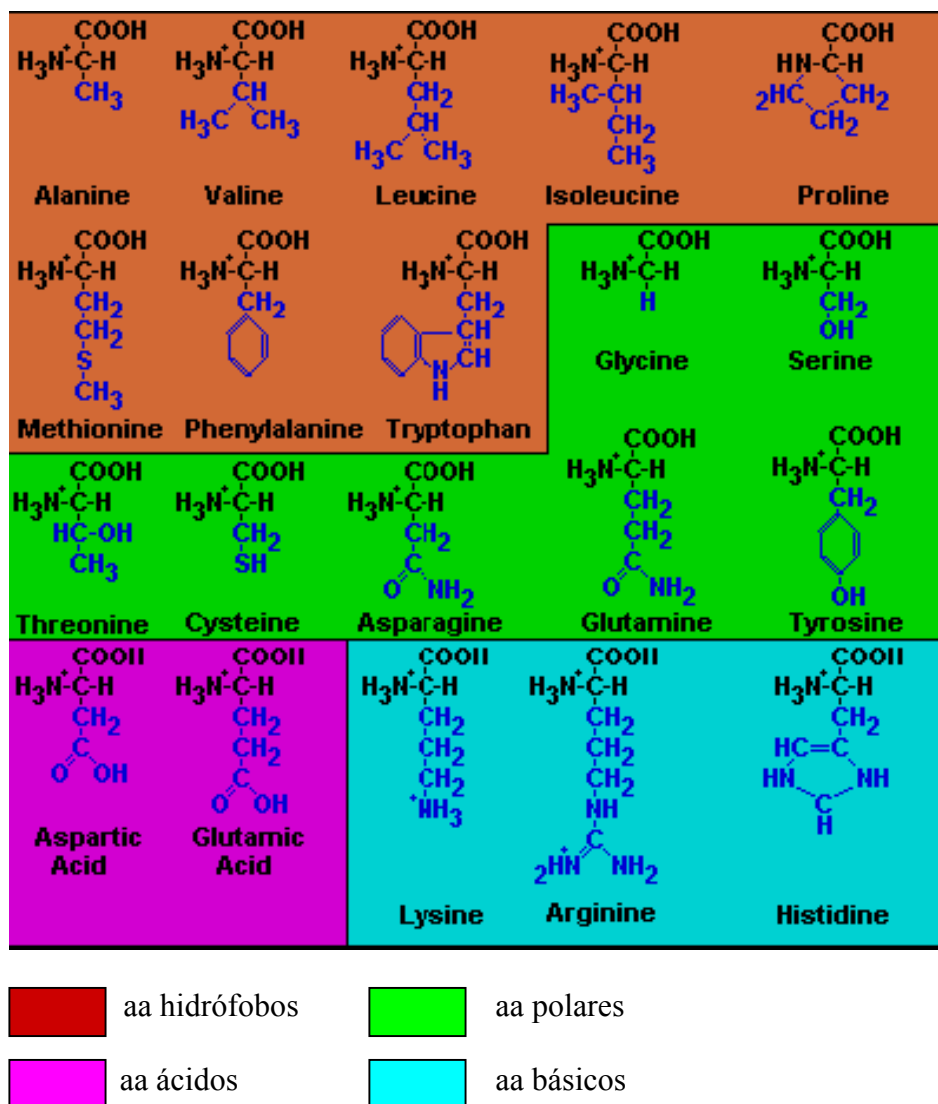 COOH COOH COOH COOH COOH
H₃N⁺-C-H H₃N⁺-C-H H₃N⁺-C-H H₃N⁺-C-H HN-C-H
CH₃ CH CH₂ H₃C-CH ₂HC CH₂
H₃C CH₃ CH CH₂ CH₂
H₃C CH₃ CH₃
Alanine Valine Leucine Isoleucine Proline
COOH COOH COOH COOH COOH
H₃N⁺-C-H H₃N⁺-C-H H₃N⁺-C-H H₃N⁺-C-H H₃N⁺-C-H
CH₂ CH₂ CH₂ H CH₂
CH₂ CH OH
S N CH
CH₃ H
Glycine Serine
Methionine Phenylalanine Tryptophan
COOH COOH
H₃N⁺-C-H H₃N⁺-C-H
COOH COOH COOH CH₂ CH₂
H₃N⁺-C-H H₃N⁺-C-H H₃N⁺-C-H CH₂
HC-OH CH₂ CH₂ C
CH₃ SH C O NH₂
O NH₂ OH
Threonine Cysteine Asparagine Glutamine Tyrosine
COOH COOH COOH COOH COOH
H₃N⁺-C-H H₃N⁺-C-H H₃N⁺-C-H H₃N⁺-C-H H₃N⁺-C-H
CH₂ CH₂ CH₂ CH₂ CH₂
C CH₂ CH₂ CH₂ HC=C
O OH C CH₂ CH₂ HN NH
O OH ⁺NH₃ NH C
C H
₂HN⁺ NH₂
Aspartic Glutamic
Acid Acid
Lysine Arginine Histidine
aa hidrófobos aa polares
aa ácidos aa básicos